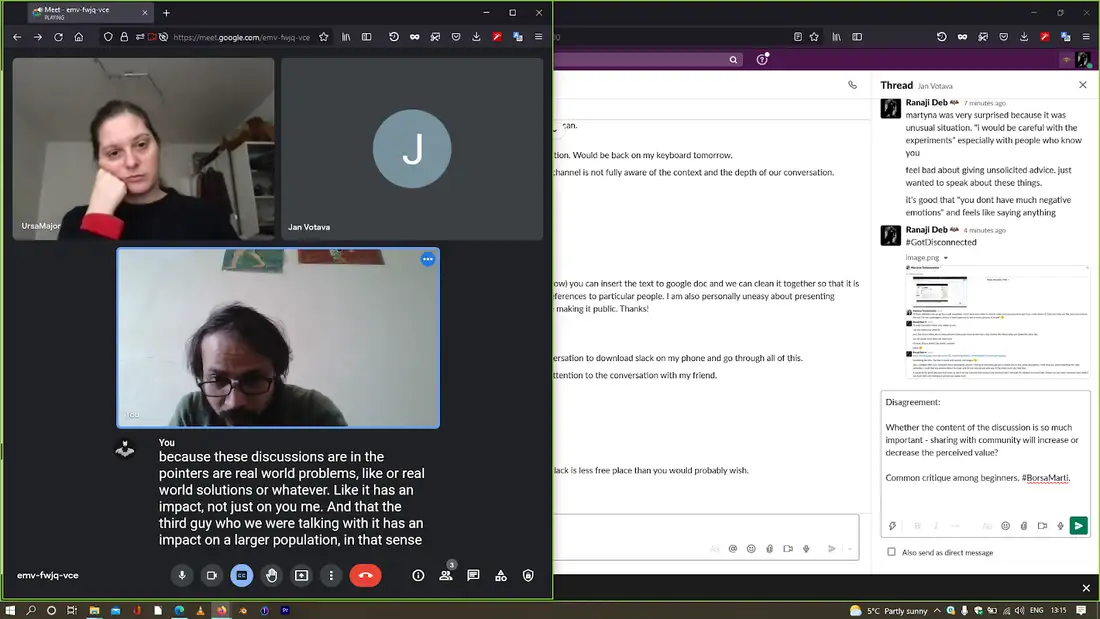 Meet - emv-fwjq-vce
PLAYING
https://meet.google.com/emv-fwjq-vce
UrsaMajor
J
Jan Votava
You
You
because these discussions are in the
pointers are real world problems, like or real
world solutions or whatever. Like it has an
impact, not just on you me. And that the
third guy who we were talking with it has an
impact on a larger population, in that sense
emv-fwjq-vce
3
can.
tion. Would be back on my keyboard tomorrow.
channel is not fully aware of the context and the depth of our conversation.
ow) you can insert the text to google doc and we can clean it together so that it is
eferences to particular people. I am also personally uneasy about presenting
making it public. Thanks!
ersation to download slack on my phone and go through all of this.
ttention to the conversation with my friend.
lack is less free place than you would probably wish.
Thread Jan Votava
Ranaji Deb 7 minutes ago
martyna was very surprised because it was
unusual situation. "i would be careful with the
experiments" especially with people who know
you
feel bad about giving unsolicited advice. just
wanted to speak about these things.
it's good that "you dont have much negative
emotions" and feels like saying anything
Ranaji Deb 4 minutes ago
#GotDisconnected
image.png
Disagreement:
Whether the content of the discussion is so much
important - sharing with community will increase or
decrease the perceived value?
Common critique among beginners. #BorsaMarti.
Also send as direct message
5°C Partly sunny
ENG
13:15